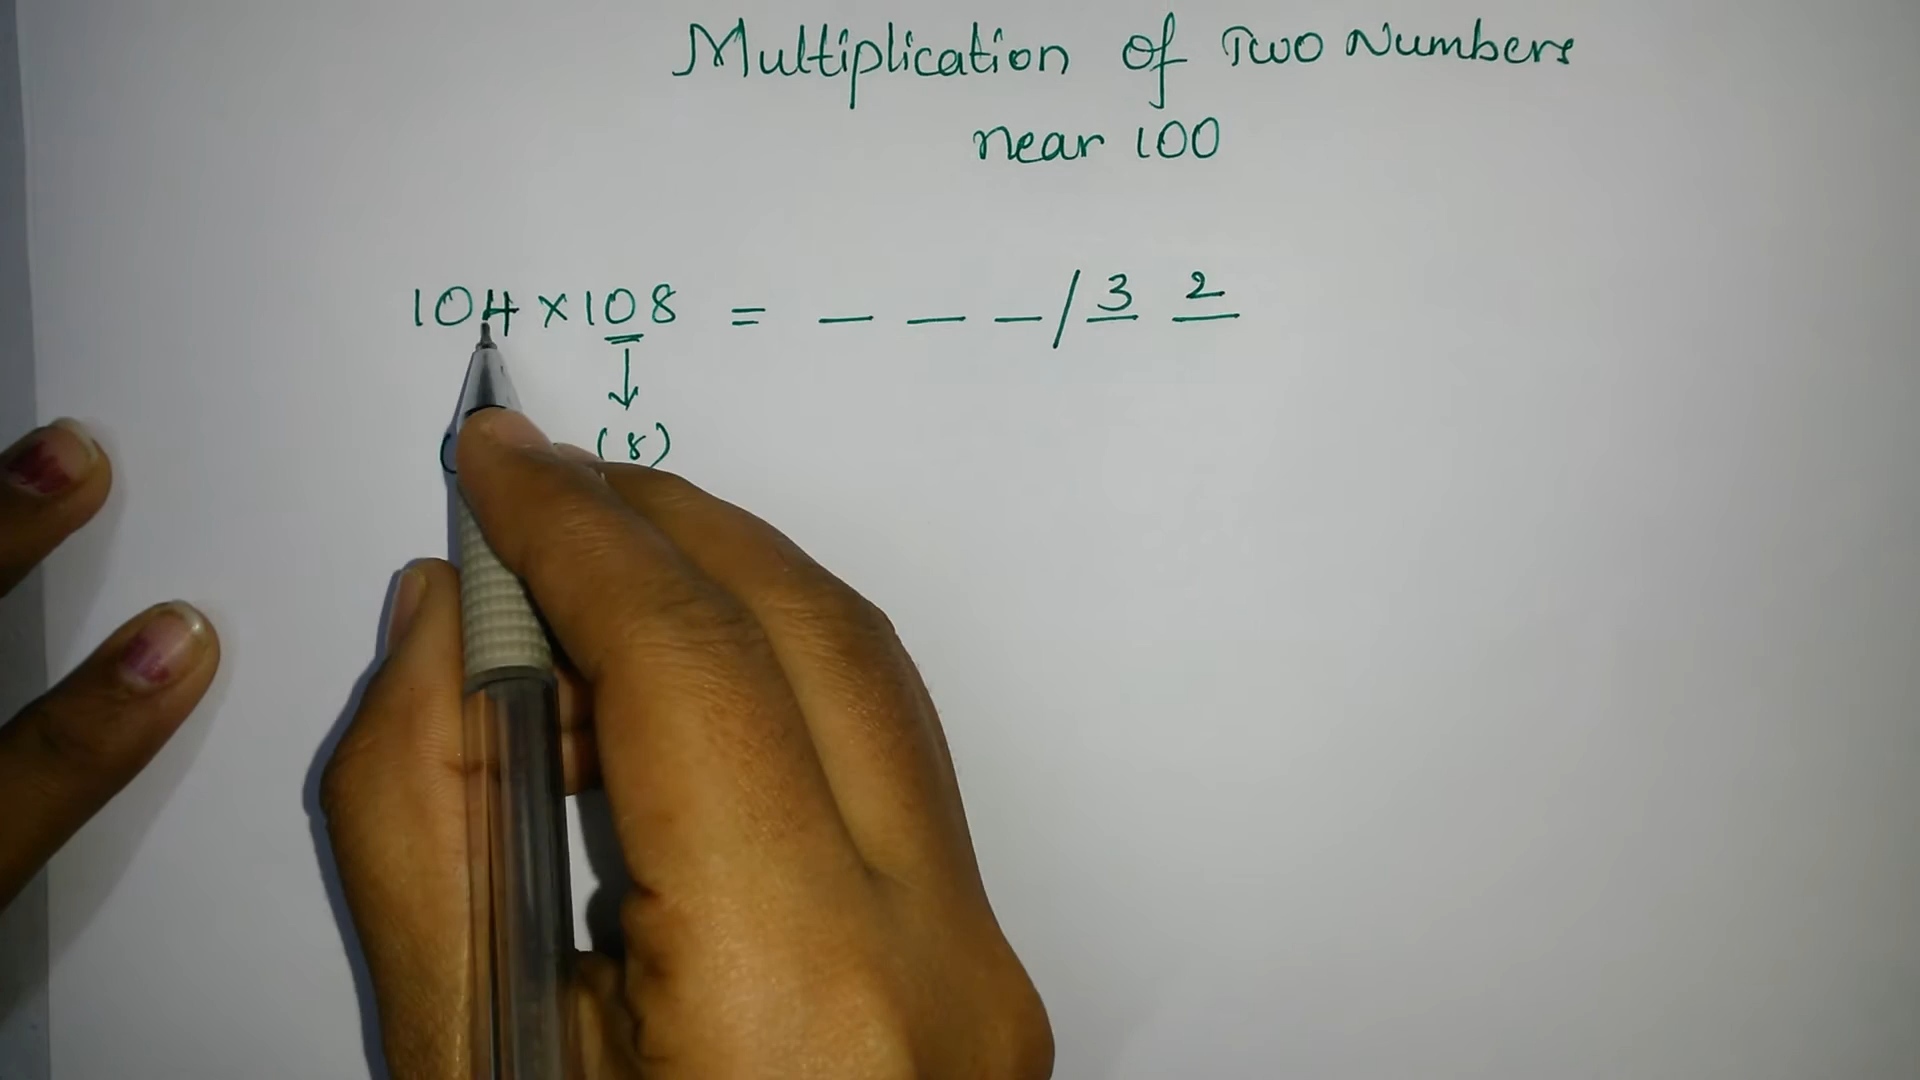 Multiplication of Two Numbers
near 100
104 × 108 = _ _ _ / 3 2
↓
( (8)